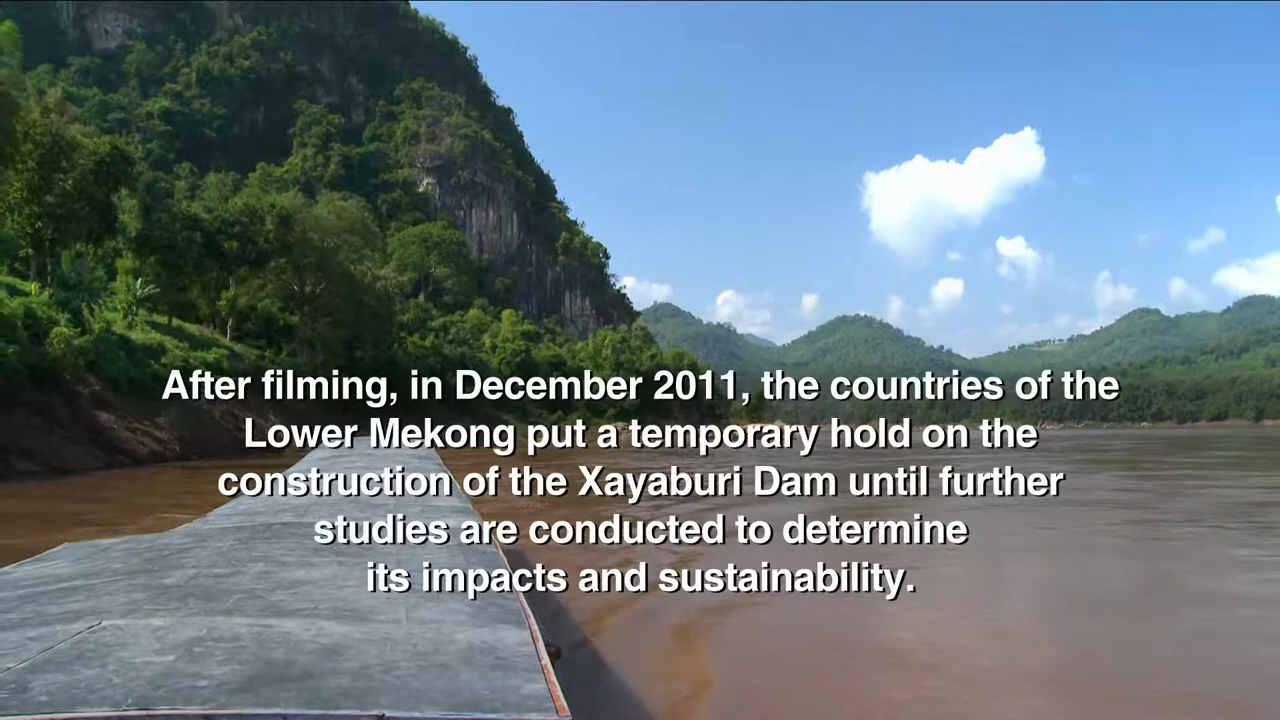 After filming, in December 2011, the countries of the
Lower Mekong put a temporary hold on the
construction of the Xayaburi Dam until further
studies are conducted to determine
its impacts and sustainability.